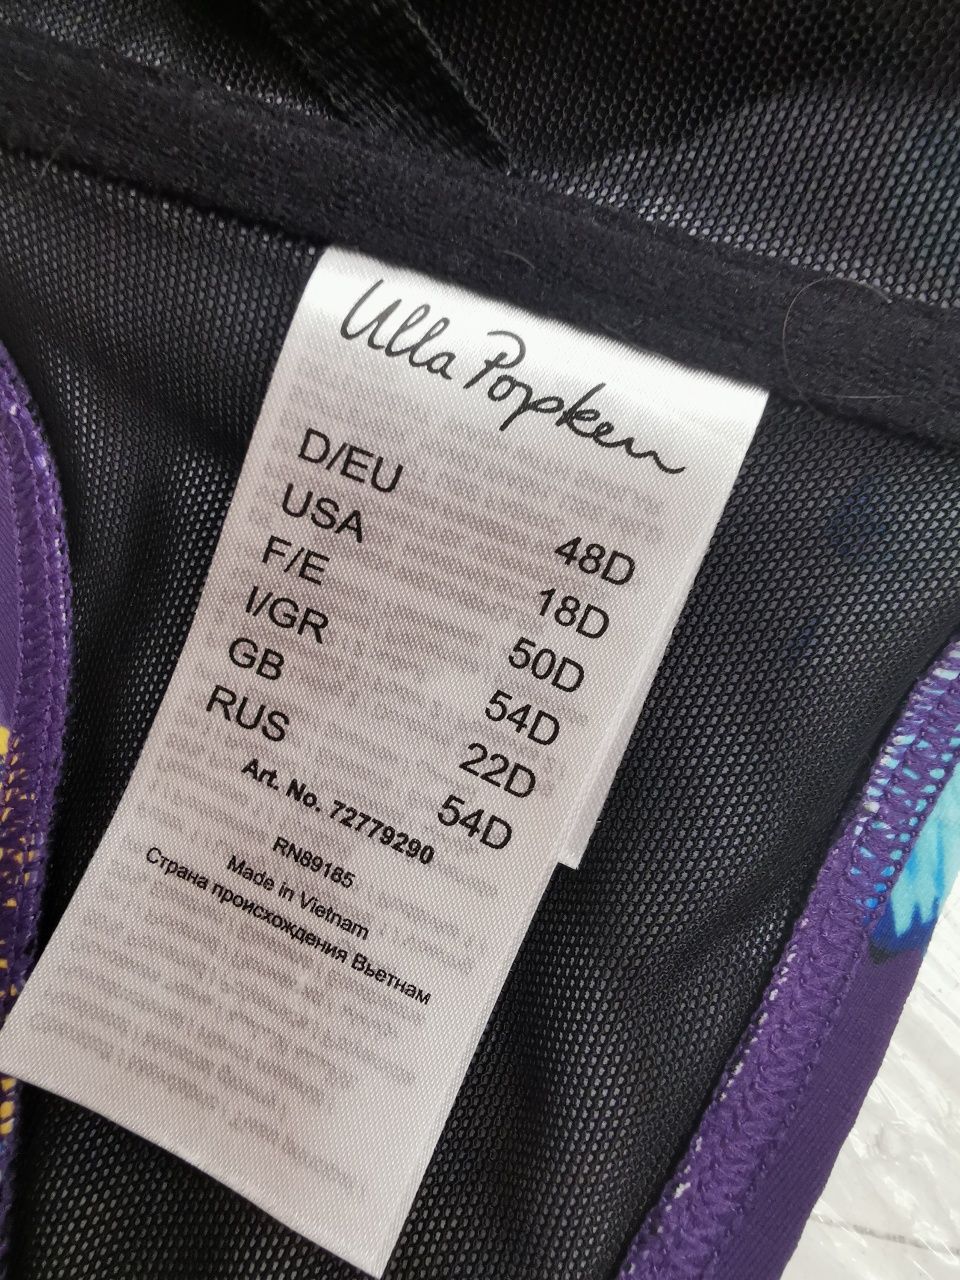 Ulla Popken
D/EU 48D
USA 18D
F/E 50D
I/GR 54D
GB 22D
RUS 54D
Art. No. 72779290
RN89185
Made in Vietnam
Страна происхождения Вьетнам